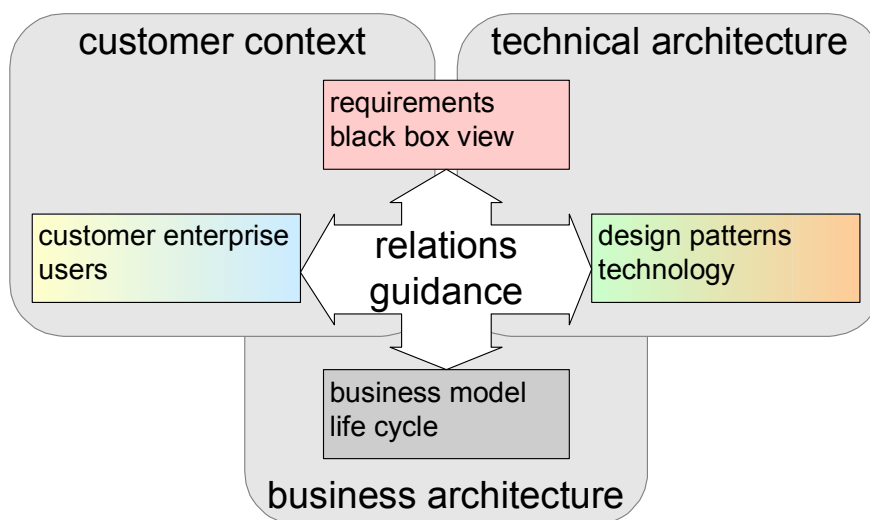 customer context
technical architecture
requirements
black box view
customer enterprise
users
relations
guidance
design patterns
technology
business model
life cycle
business architecture